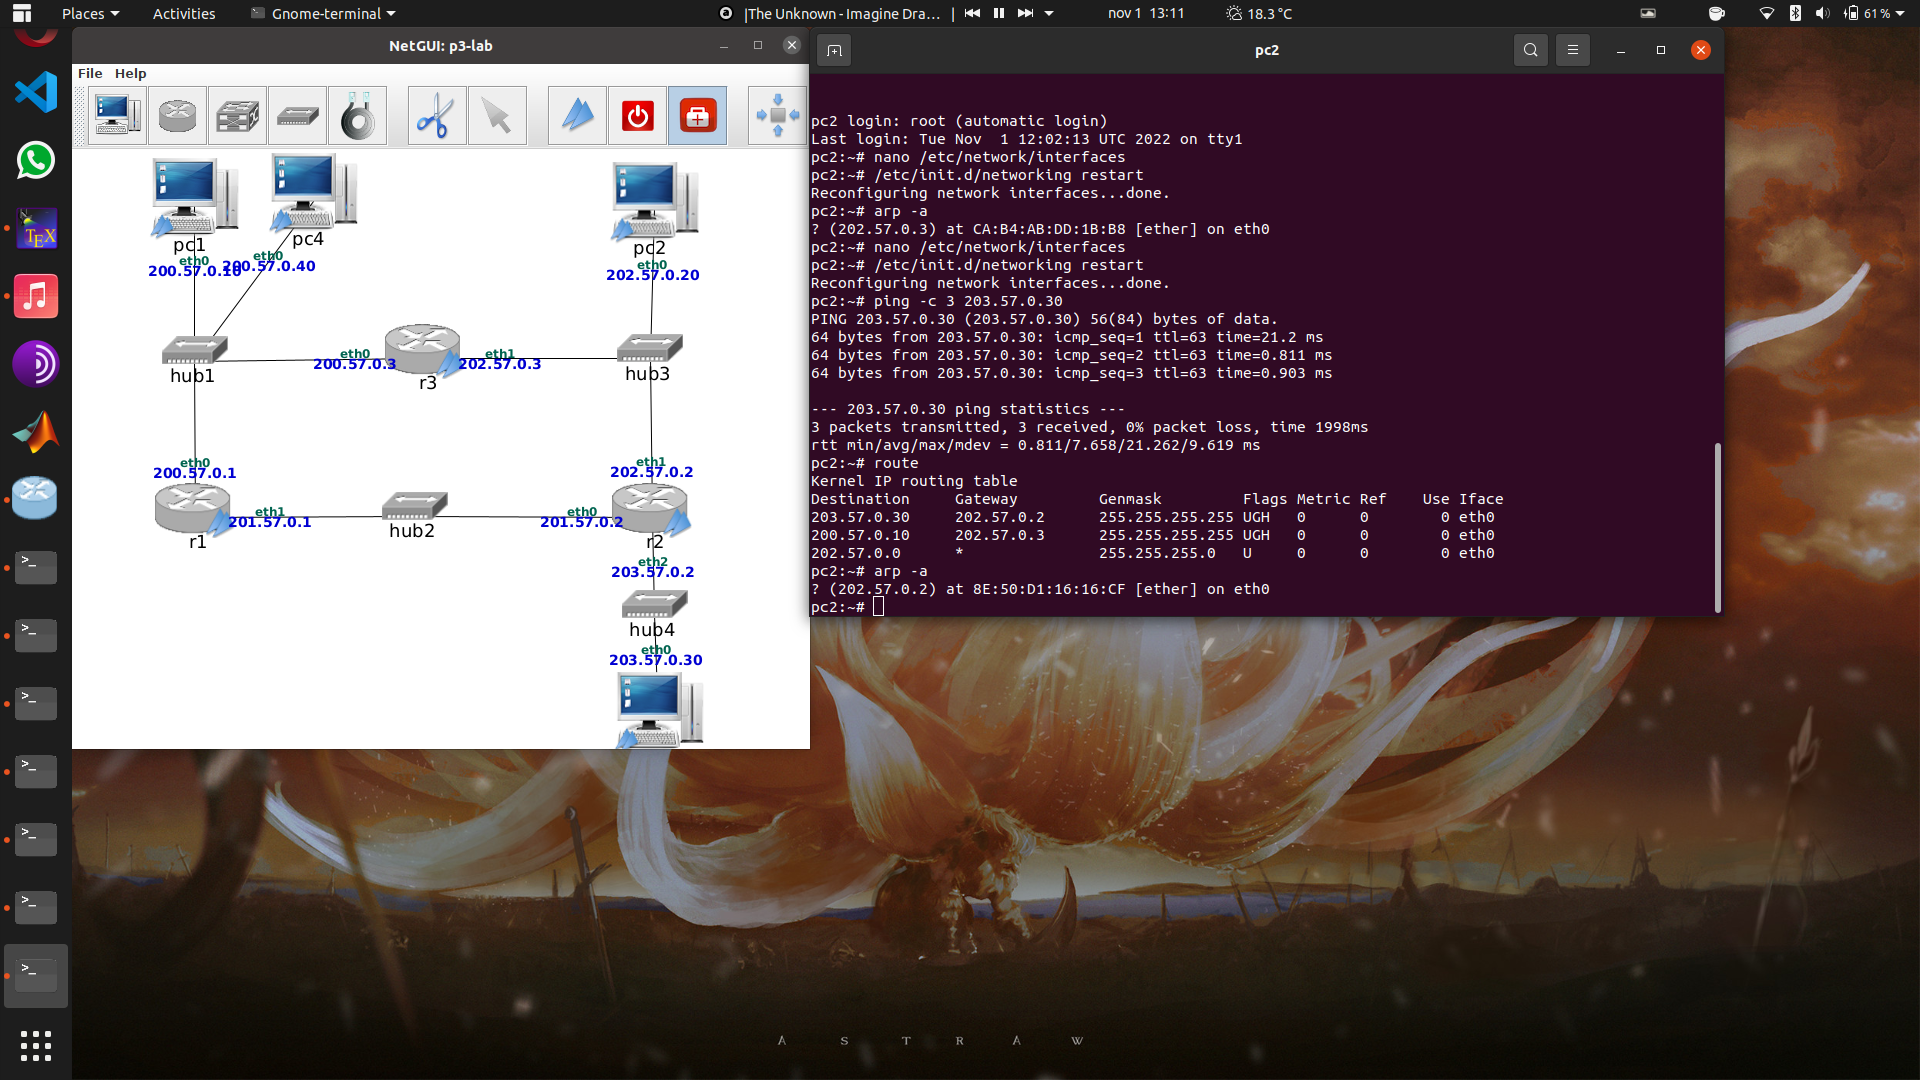 Places
Activities
Gnome-terminal
|The Unknown - Imagine Dra…
nov 1 13:11
18.3 °C
61 %
NetGUI: p3-lab
File Help
pc1
eth0
200.57.0.10
pc4
eth0
200.57.0.40
pc2
eth0
202.57.0.20
hub1
eth0
200.57.0.3
r3
eth1
202.57.0.3
hub3
eth0
200.57.0.1
r1
eth1
201.57.0.1
hub2
eth0
201.57.0.2
eth1
202.57.0.2
r2
eth2
203.57.0.2
hub4
eth0
203.57.0.30
TEX
pc2
pc2 login: root (automatic login)
Last login: Tue Nov  1 12:02:13 UTC 2022 on tty1
pc2:~# nano /etc/network/interfaces
pc2:~# /etc/init.d/networking restart
Reconfiguring network interfaces...done.
pc2:~# arp -a
? (202.57.0.3) at CA:B4:AB:DD:1B:B8 [ether] on eth0
pc2:~# nano /etc/network/interfaces
pc2:~# /etc/init.d/networking restart
Reconfiguring network interfaces...done.
pc2:~# ping -c 3 203.57.0.30
PING 203.57.0.30 (203.57.0.30) 56(84) bytes of data.
64 bytes from 203.57.0.30: icmp_seq=1 ttl=63 time=21.2 ms
64 bytes from 203.57.0.30: icmp_seq=2 ttl=63 time=0.811 ms
64 bytes from 203.57.0.30: icmp_seq=3 ttl=63 time=0.903 ms
--- 203.57.0.30 ping statistics ---
3 packets transmitted, 3 received, 0% packet loss, time 1998ms
rtt min/avg/max/mdev = 0.811/7.658/21.262/9.619 ms
pc2:~# route
Kernel IP routing table
Destination     Gateway         Genmask         Flags Metric Ref    Use Iface
203.57.0.30     202.57.0.2      255.255.255.255 UGH   0      0        0 eth0
200.57.0.10     202.57.0.3      255.255.255.255 UGH   0      0        0 eth0
202.57.0.0      *               255.255.255.0   U     0      0        0 eth0
pc2:~# arp -a
? (202.57.0.2) at 8E:50:D1:16:16:CF [ether] on eth0
pc2:~#
A S T R A W